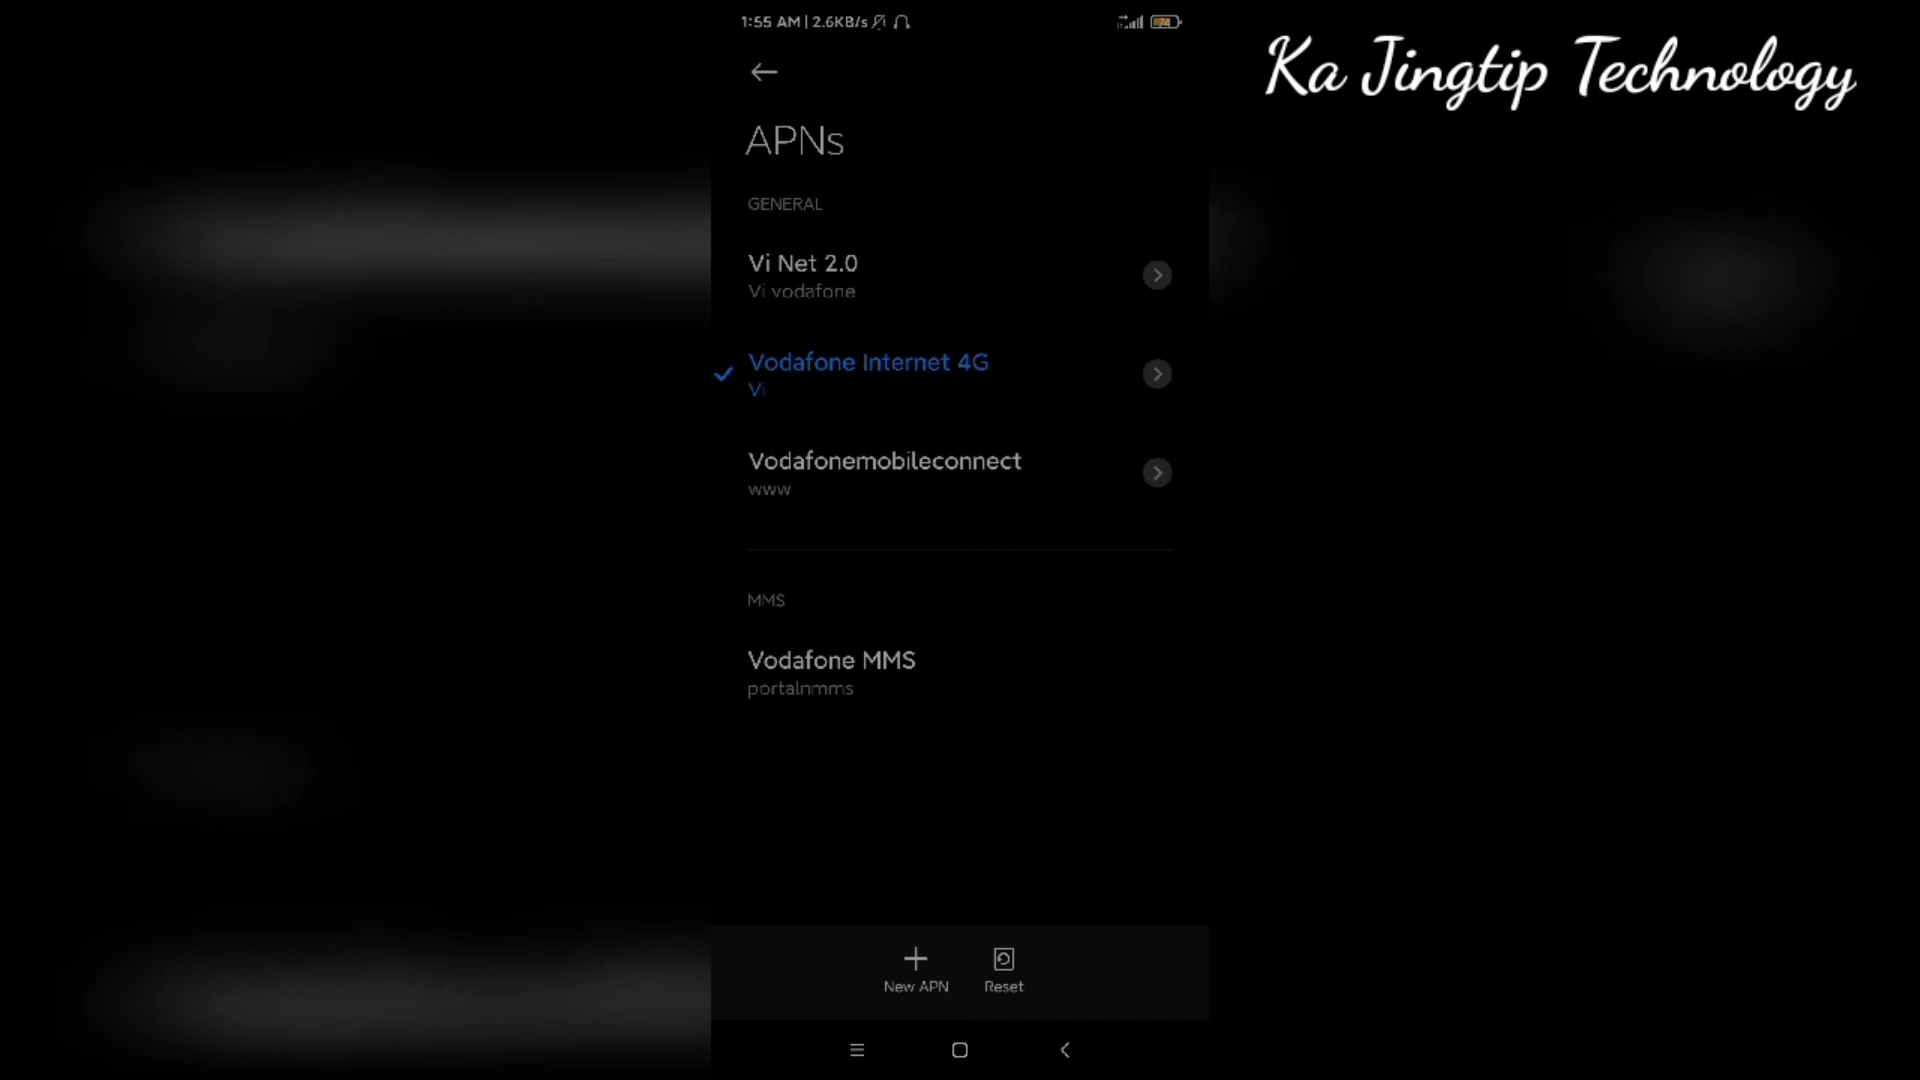 1:55 AM | 2.6KB/s
74
Ka Jingtip Technology
APNs
GENERAL
Vi Net 2.0
Vi vodafone
Vodafone Internet 4G
Vi
Vodafonemobileconnect
www
MMS
Vodafone MMS
portalnmms
New APN
Reset